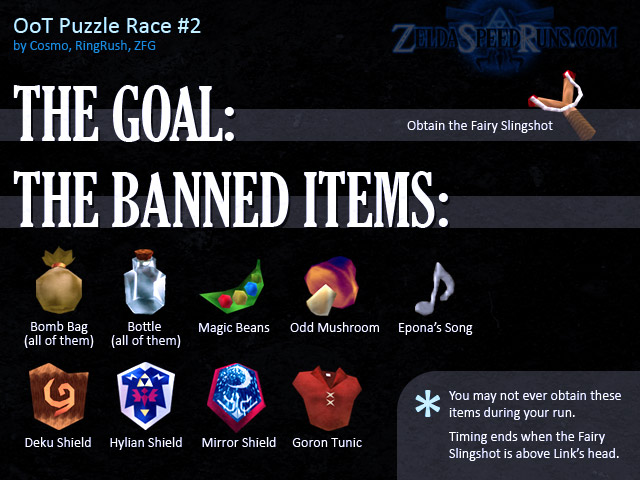 OoT Puzzle Race #2
by Cosmo, RingRush, ZFG
ZELDASPEEDRUNS.COM
THE GOAL:
Obtain the Fairy Slingshot
THE BANNED ITEMS:
Bomb Bag
(all of them)
Bottle
(all of them)
Magic Beans
Odd Mushroom
Epona's Song
Deku Shield
Hylian Shield
Mirror Shield
Goron Tunic
* You may not ever obtain these
items during your run.
Timing ends when the Fairy
Slingshot is above Link's head.